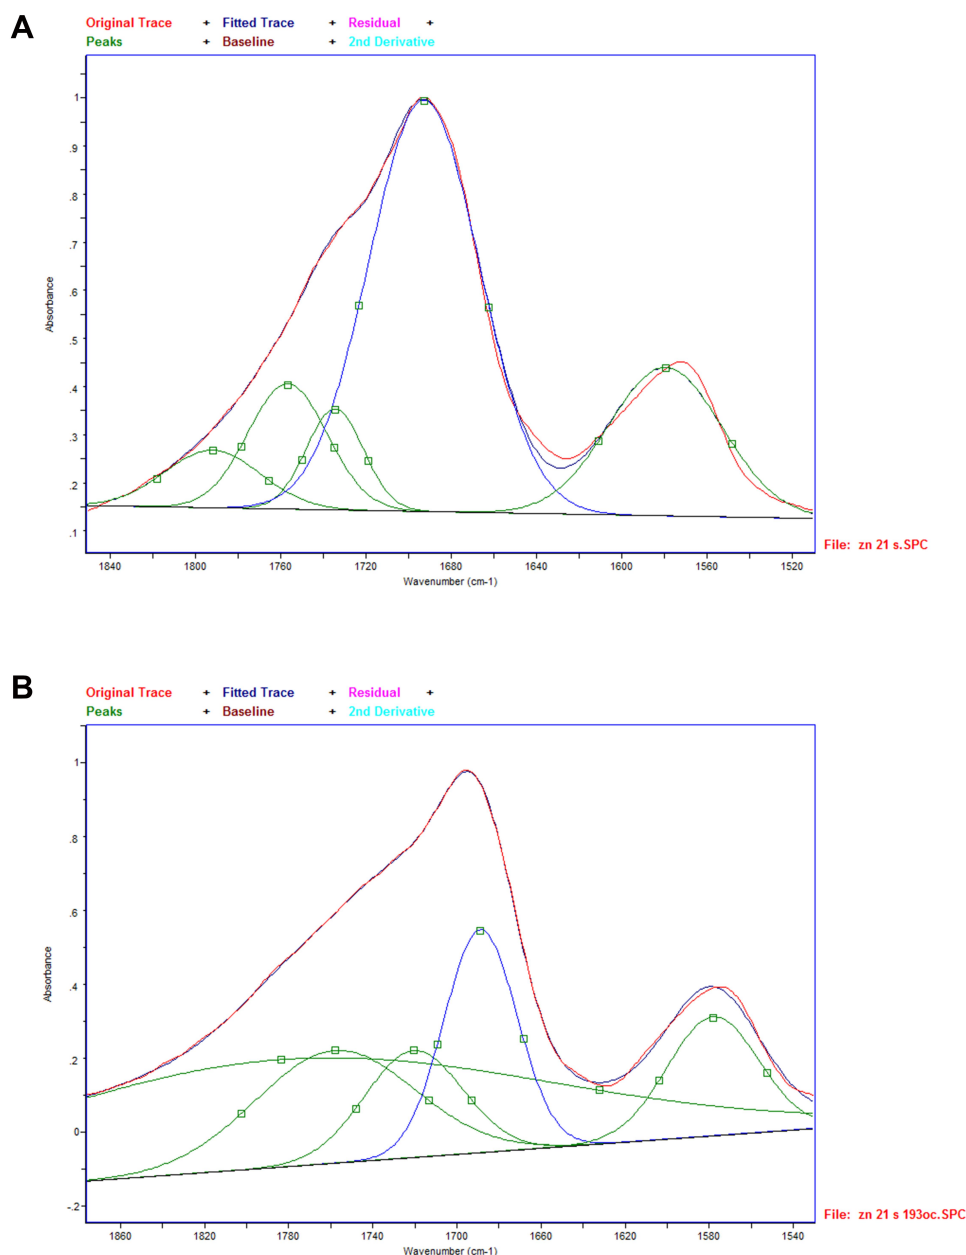 A
Original Trace + Fitted Trace + Residual +
Peaks + Baseline + 2nd Derivative
1
.9
.8
.7
.6
.5
.4
.3
.2
.1
Absorbance
1840 1800 1760 1720 1680 1640 1600 1560 1520
Wavenumber (cm-1)
File: zn 21 s.SPC
B
Original Trace + Fitted Trace + Residual +
Peaks + Baseline + 2nd Derivative
1
.8
.6
.4
.2
0
-.2
Absorbance
1860 1820 1780 1740 1700 1660 1620 1580 1540
Wavenumber (cm-1)
File: zn 21 s 193oc.SPC